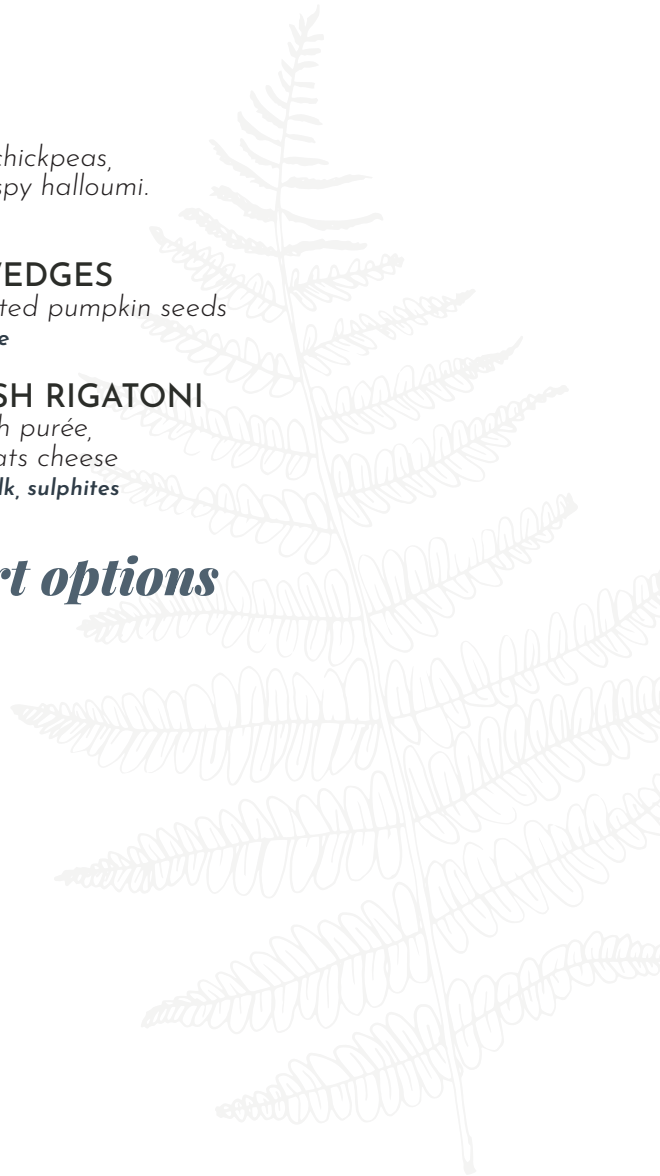 chickpeas,
spy halloumi.
EDGES
ted pumpkin seeds
e
SH RIGATONI
h purée,
ats cheese
lk, sulphites
rt options